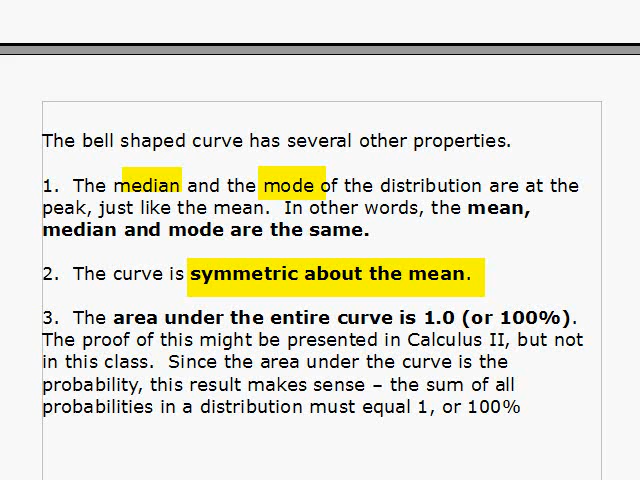 The bell shaped curve has several other properties.
1.  The median and the mode of the distribution are at the
peak, just like the mean.  In other words, the mean,
median and mode are the same.
2.  The curve is symmetric about the mean.
3.  The area under the entire curve is 1.0 (or 100%).
The proof of this might be presented in Calculus II, but not
in this class.  Since the area under the curve is the
probability, this result makes sense – the sum of all
probabilities in a distribution must equal 1, or 100%